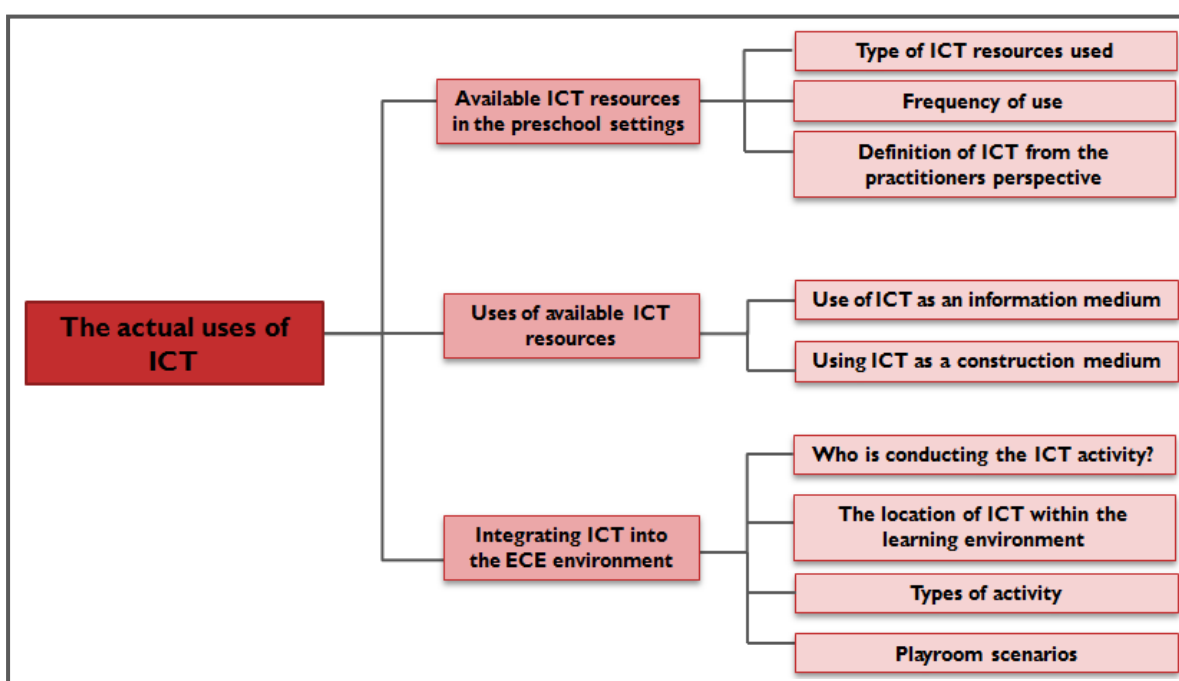 The actual uses of
ICT
Available ICT resources
in the preschool settings
Type of ICT resources used
Frequency of use
Definition of ICT from the
practitioners perspective
Uses of available ICT
resources
Use of ICT as an information medium
Using ICT as a construction medium
Integrating ICT into
the ECE environment
Who is conducting the ICT activity?
The location of ICT within the
learning environment
Types of activity
Playroom scenarios